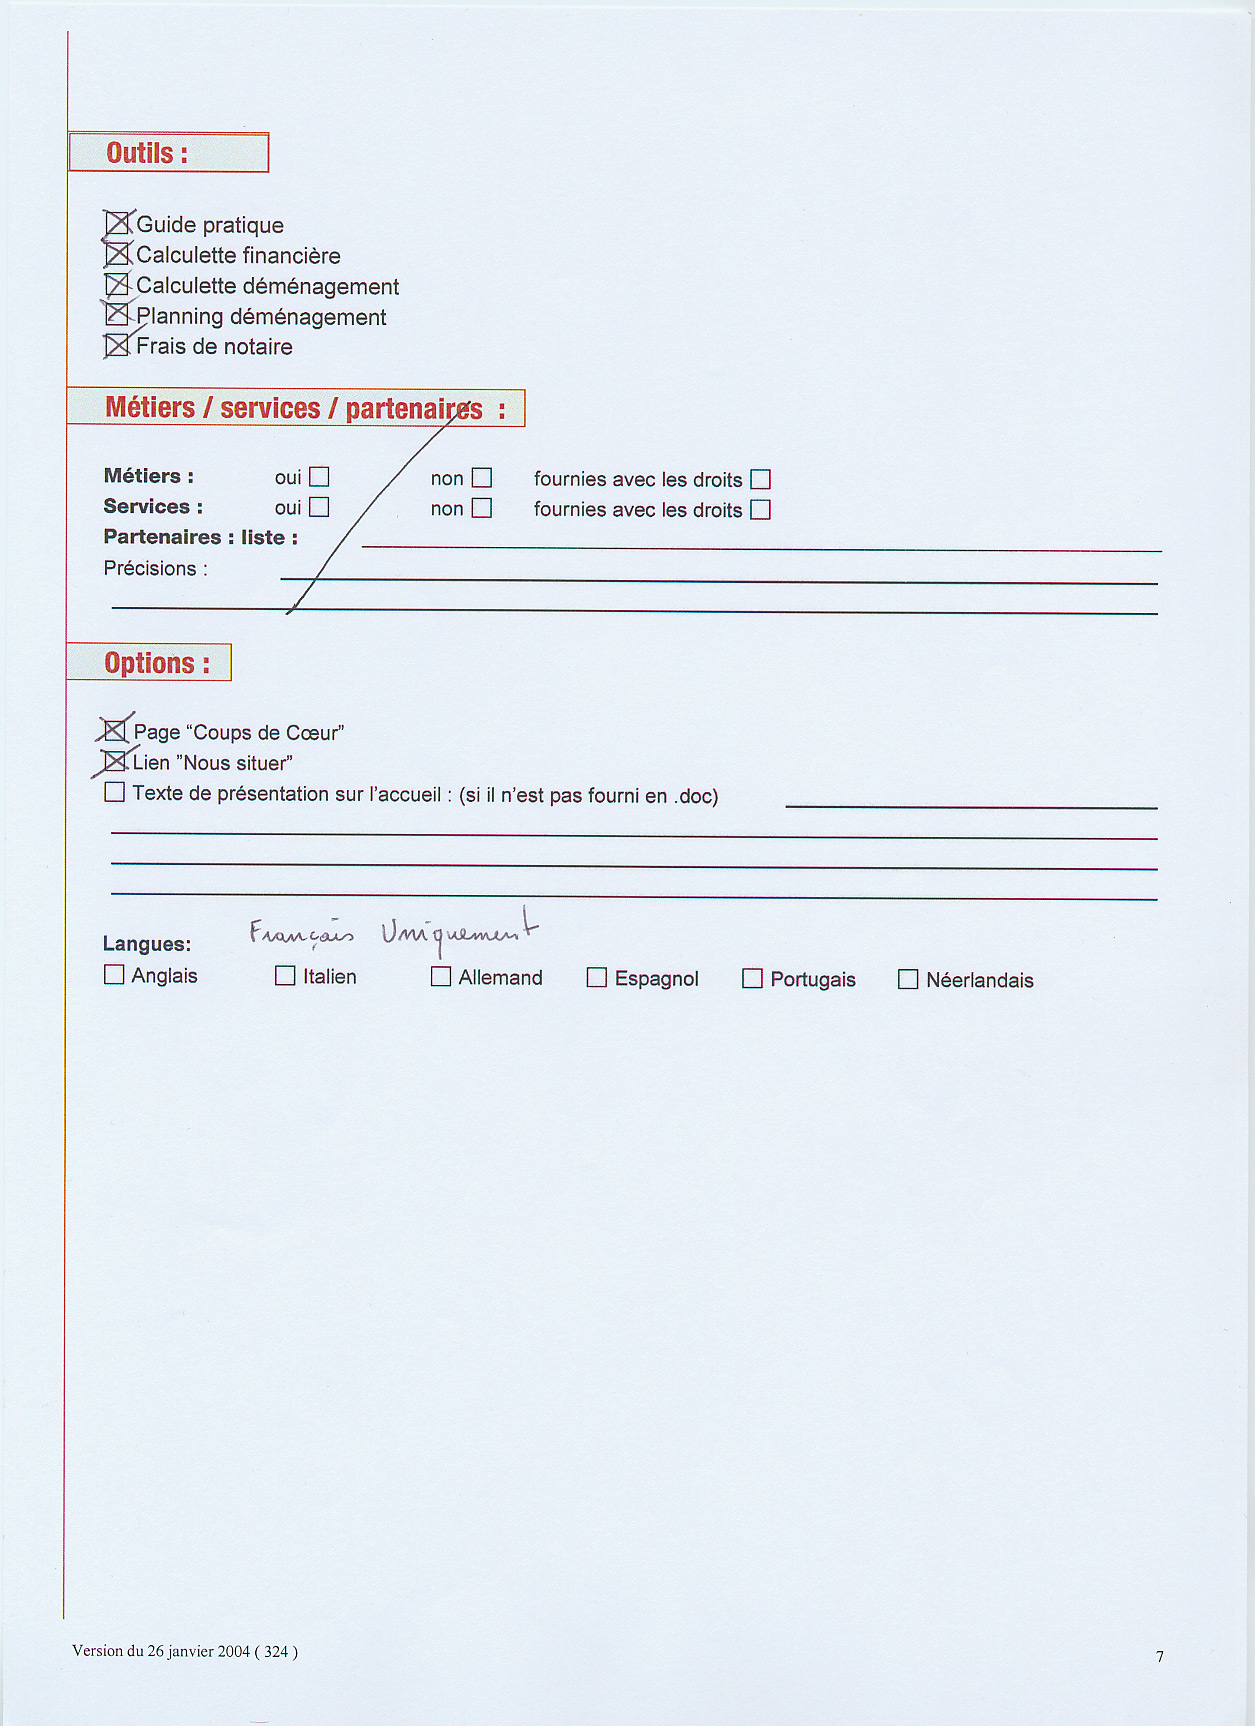 Outils :
Guide pratique
Calculette financière
Calculette déménagement
Planning déménagement
Frais de notaire
Métiers / services / partenaires :
Métiers : oui non fournies avec les droits
Services : oui non fournies avec les droits
Partenaires : liste :
Précisions :
Options :
Page “Coups de Cœur”
Lien ”Nous situer”
Texte de présentation sur l’accueil : (si il n’est pas fourni en .doc)
Langues: Français Uniquement
Anglais Italien Allemand Espagnol Portugais Néerlandais
Version du 26 janvier 2004 ( 324 ) 7